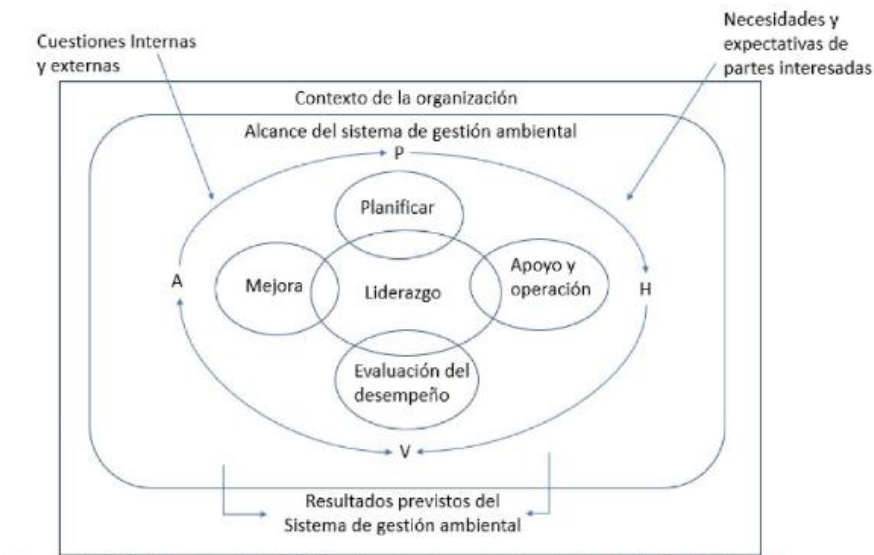 Cuestiones Internas
y externas
Necesidades y
expectativas de
partes interesadas
Contexto de la organización
Alcance del sistema de gestión ambiental
P
Planificar
A
Mejora
Liderazgo
Apoyo y
operación
H
Evaluación del
desempeño
V
Resultados previstos del
Sistema de gestión ambiental